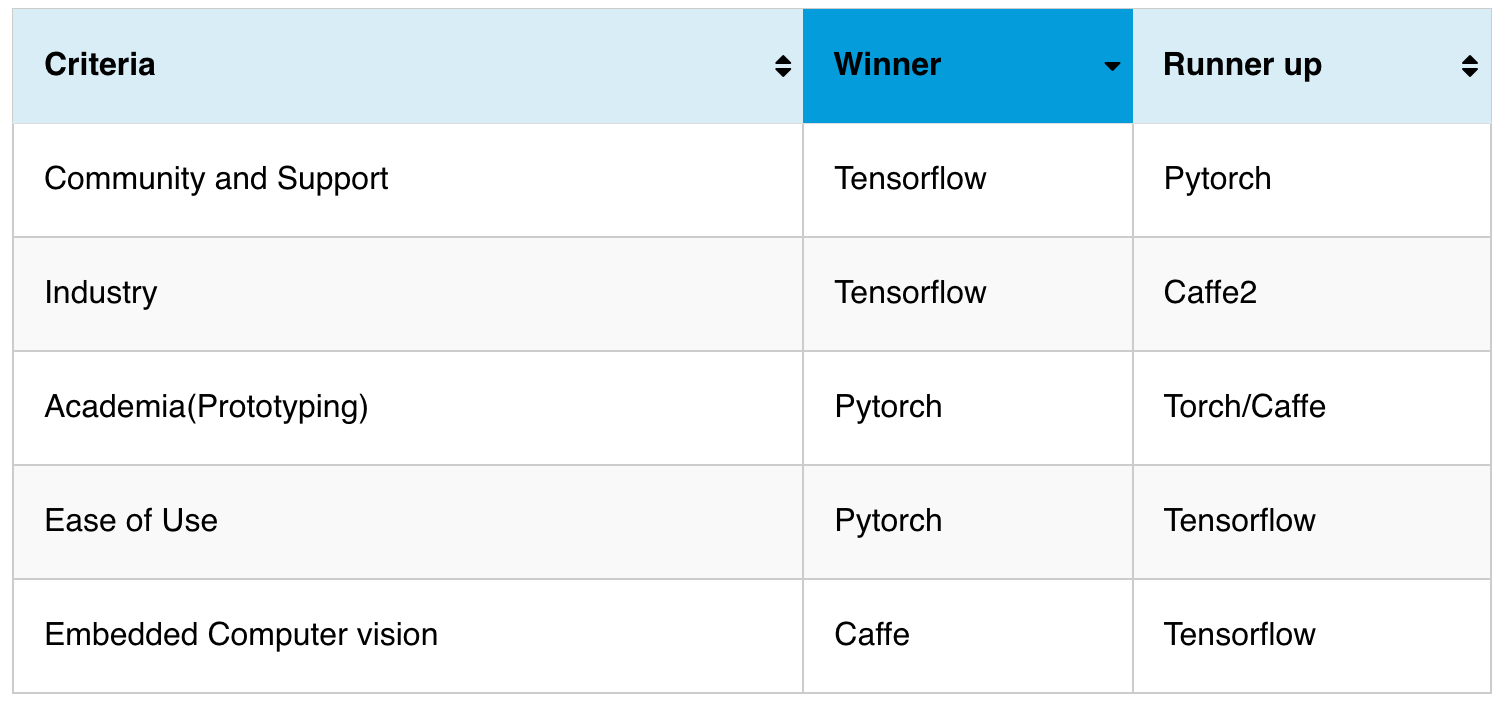 Criteria Winner Runner up
Community and Support Tensorflow Pytorch
Industry Tensorflow Caffe2
Academia(Prototyping) Pytorch Torch/Caffe
Ease of Use Pytorch Tensorflow
Embedded Computer vision Caffe Tensorflow